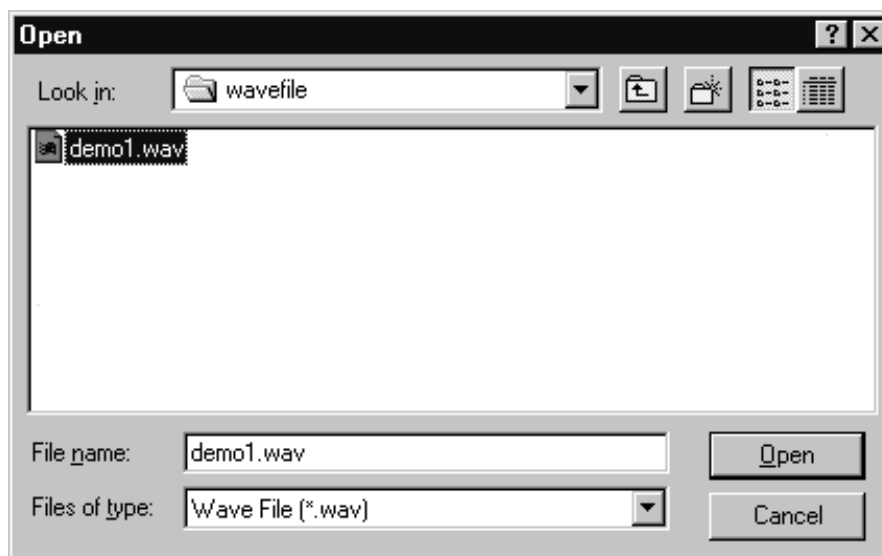 Open
Look in: wavefile
demo1.wav
File name: demo1.wav Open
Files of type: Wave File (*.wav) Cancel